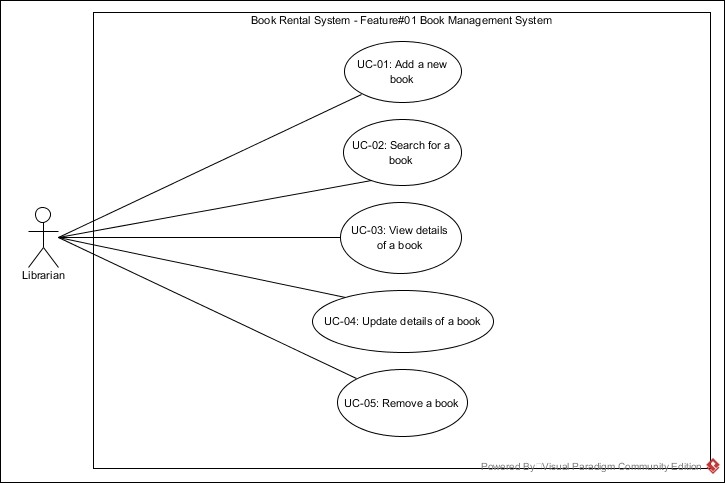 Book Rental System - Feature#01 Book Management System
UC-01: Add a new
book
UC-02: Search for a
book
UC-03: View details
of a book
Librarian
UC-04: Update details of a book
UC-05: Remove a book
Powered By Visual Paradigm Community Edition